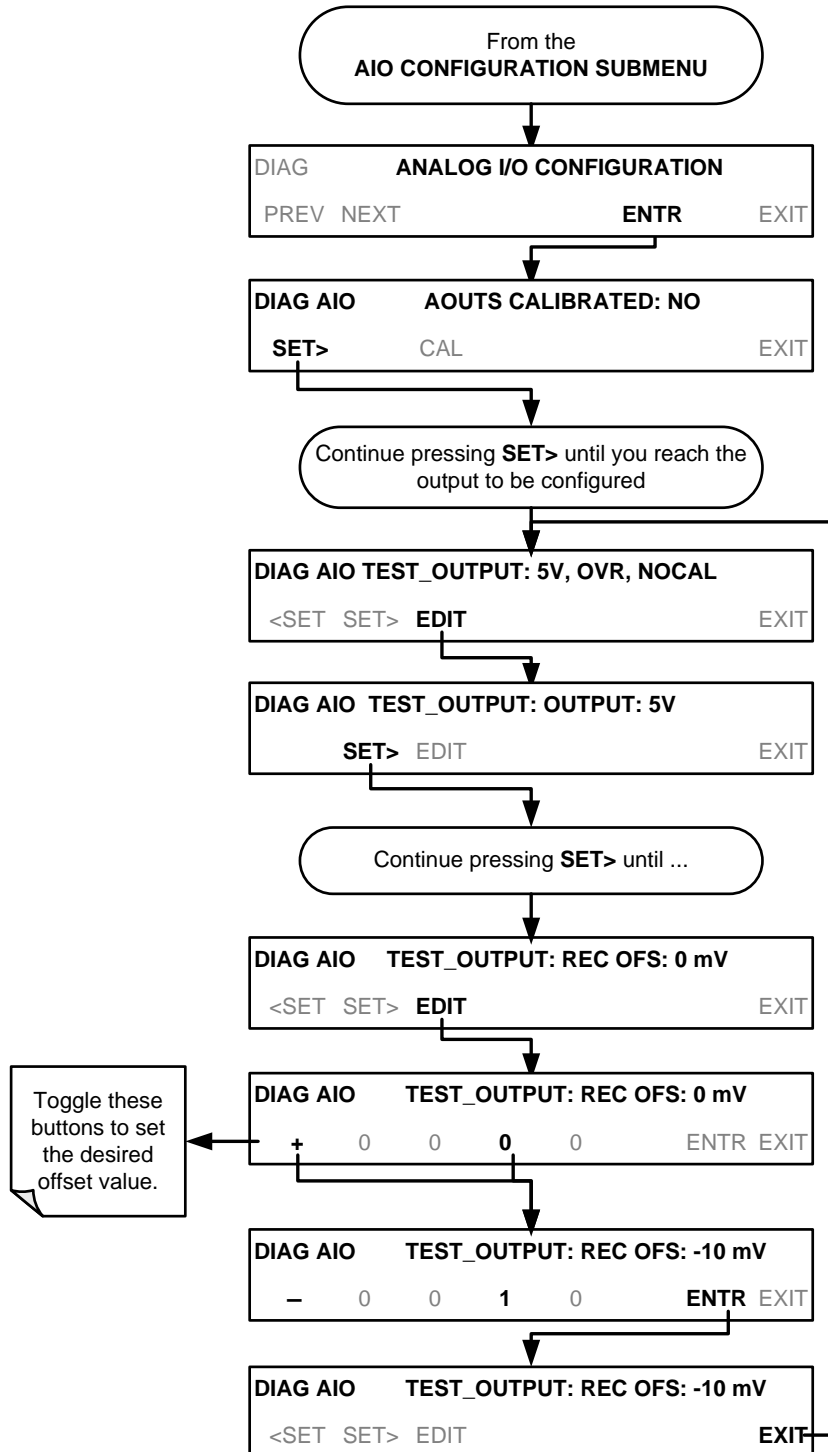 From the
AIO CONFIGURATION SUBMENU
DIAG ANALOG I/O CONFIGURATION
PREV NEXT ENTR EXIT
DIAG AIO AOUTS CALIBRATED: NO
SET> CAL EXIT
Continue pressing SET> until you reach the
output to be configured
DIAG AIO TEST_OUTPUT: 5V, OVR, NOCAL
<SET SET> EDIT EXIT
DIAG AIO TEST_OUTPUT: OUTPUT: 5V
SET> EDIT EXIT
Continue pressing SET> until ...
DIAG AIO TEST_OUTPUT: REC OFS: 0 mV
<SET SET> EDIT EXIT
Toggle these
buttons to set
the desired
offset value.
DIAG AIO TEST_OUTPUT: REC OFS: 0 mV
+ 0 0 0 0 ENTR EXIT
DIAG AIO TEST_OUTPUT: REC OFS: -10 mV
– 0 0 1 0 ENTR EXIT
DIAG AIO TEST_OUTPUT: REC OFS: -10 mV
<SET SET> EDIT EXIT